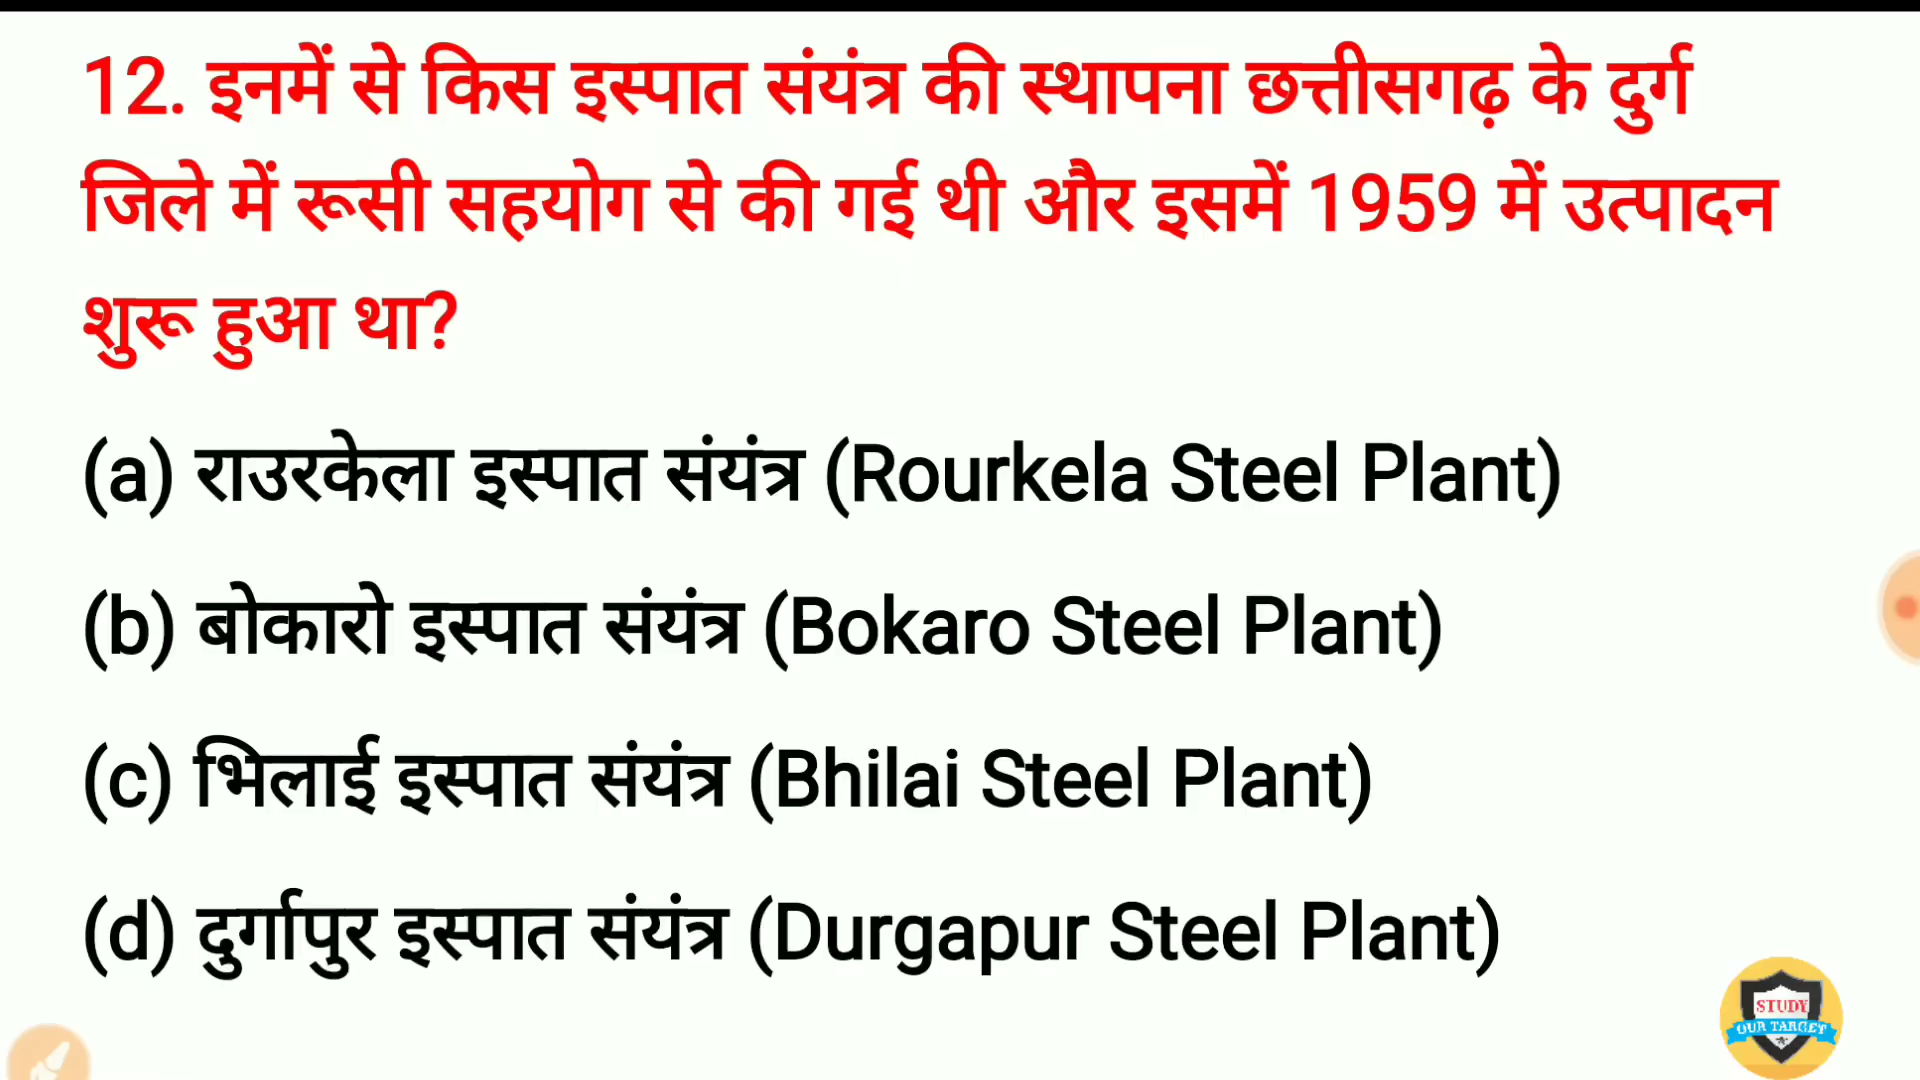 12. इनमें से किस इस्पात संयंत्र की स्थापना छत्तीसगढ़ के दुर्ग
जिले में रूसी सहयोग से की गई थी और इसमें 1959 में उत्पादन
शुरू हुआ था?
(a) राउरकेला इस्पात संयंत्र (Rourkela Steel Plant)
(b) बोकारो इस्पात संयंत्र (Bokaro Steel Plant)
(c) भिलाई इस्पात संयंत्र (Bhilai Steel Plant)
(d) दुर्गापुर इस्पात संयंत्र (Durgapur Steel Plant)
STUDY
OUR TARGET